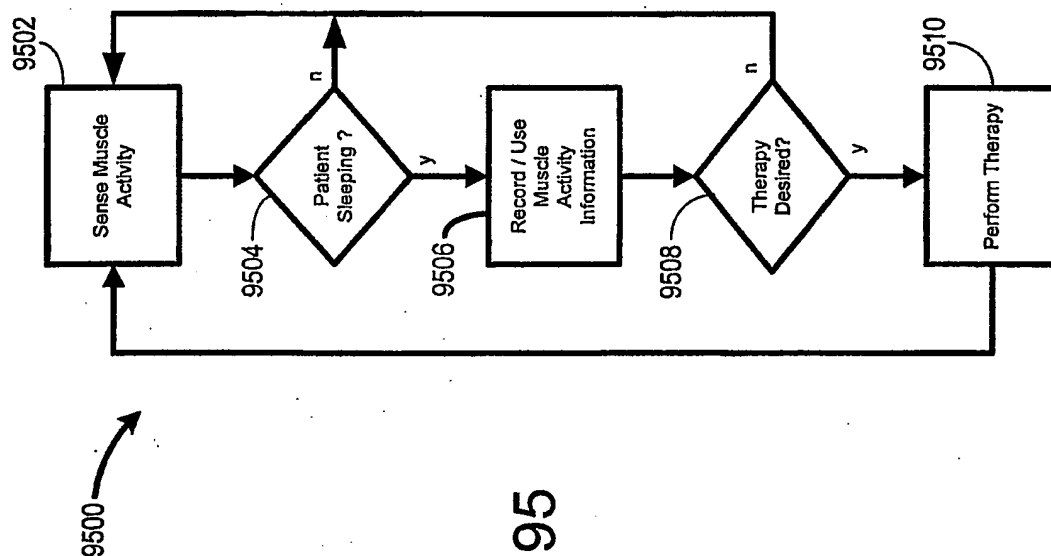 9500
9502
Sense Muscle
Activity
9504
Patient
Sleeping ?
n
y
9506
Record / Use
Muscle
Activity
Information
9508
Therapy
Desired?
n
y
9510
Perform Therapy
95